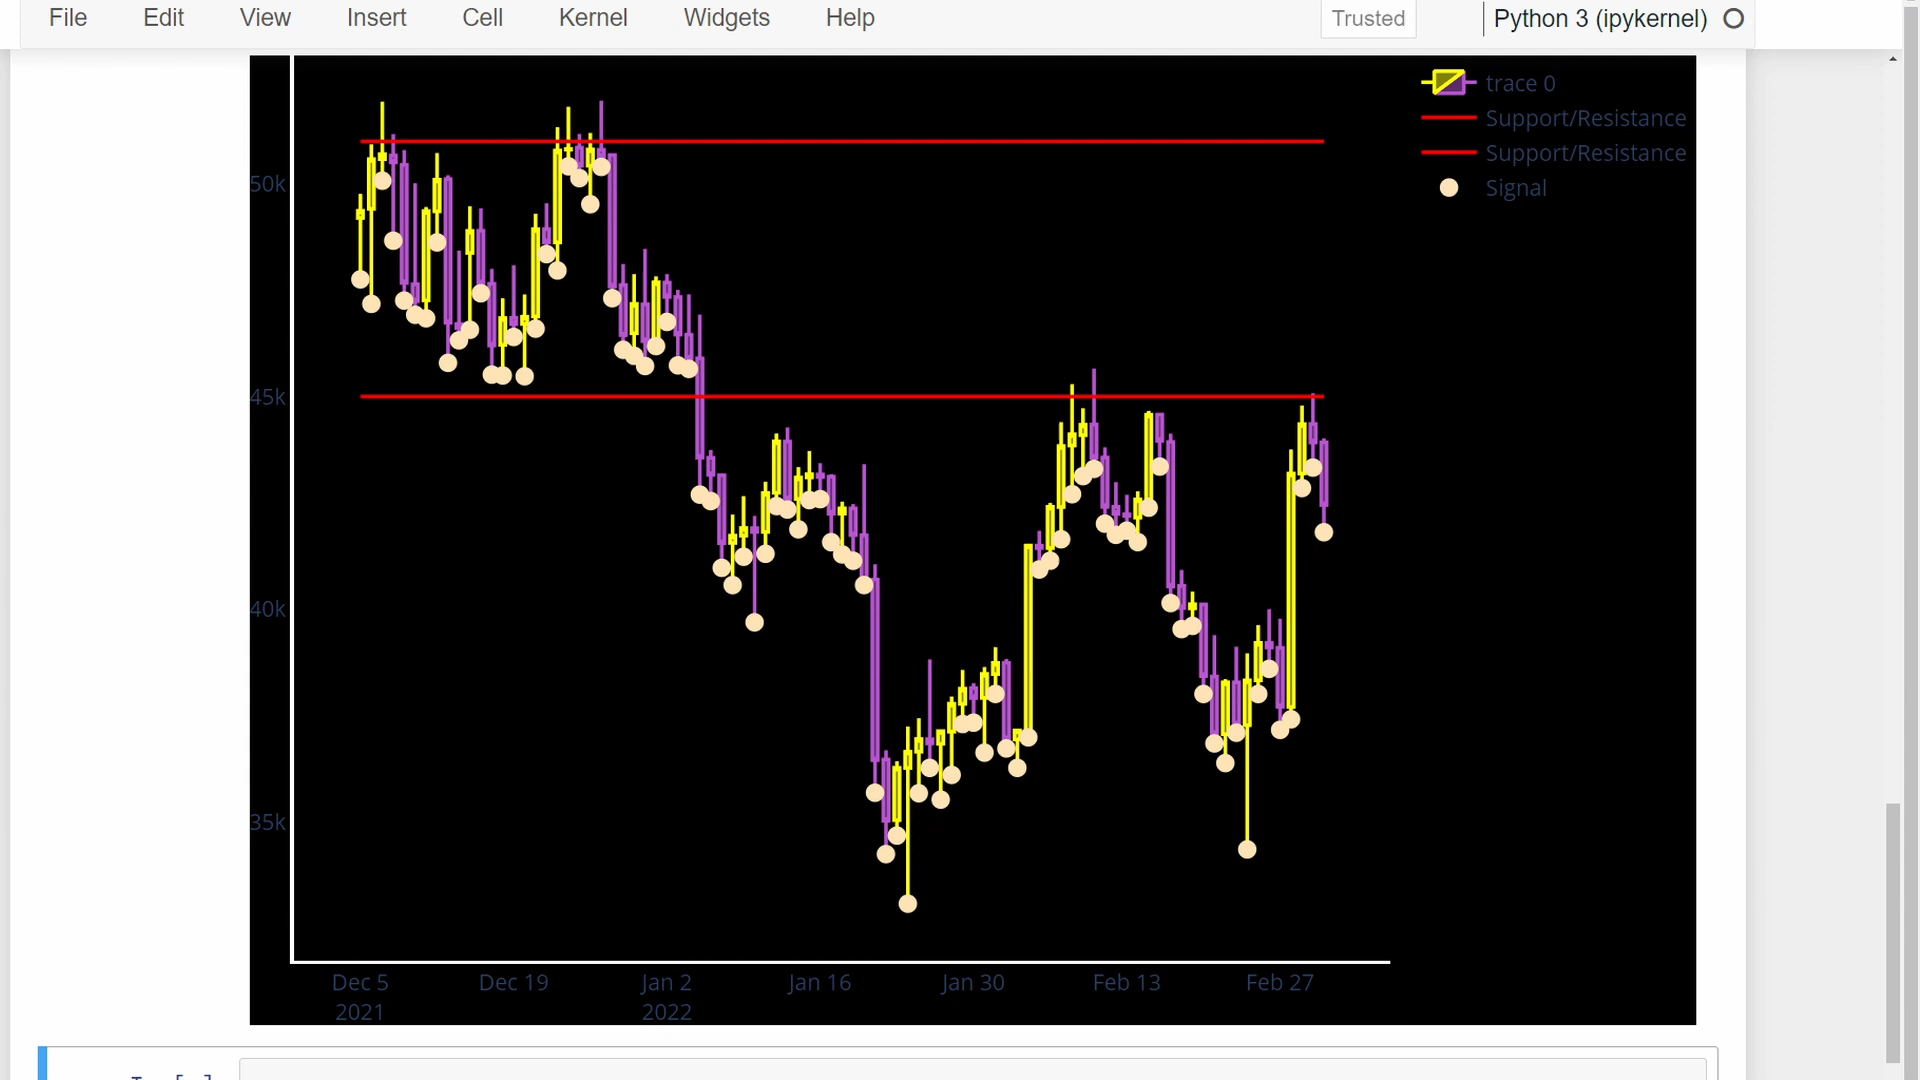 File Edit View Insert Cell Kernel Widgets Help Trusted Python 3 (ipykernel)
trace 0
Support/Resistance
Support/Resistance
Signal
50k
45k
40k
35k
Dec 5 Dec 19 Jan 2 Jan 16 Jan 30 Feb 13 Feb 27
2021 2022